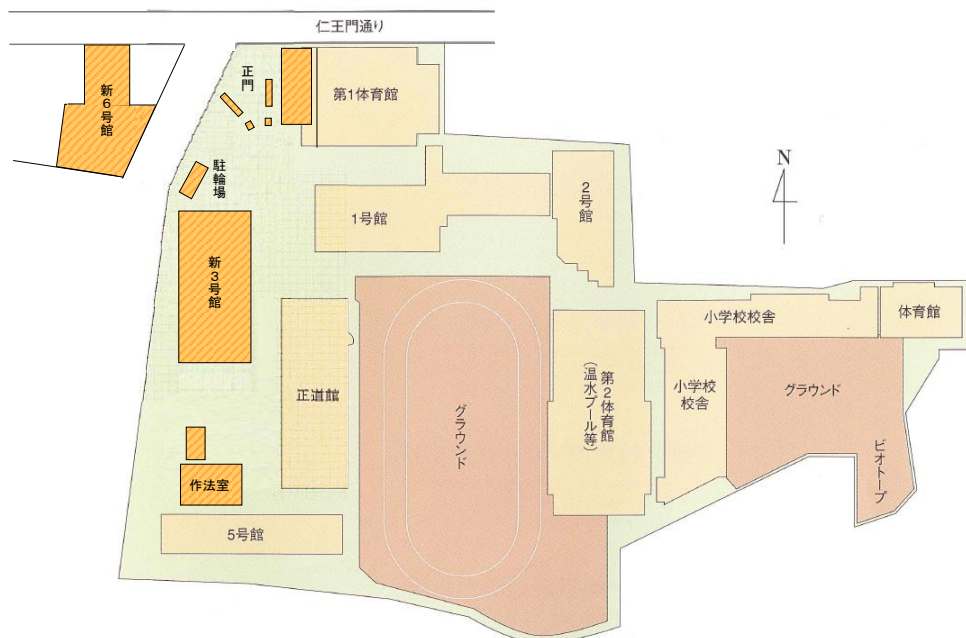 仁王門通り
正門
新6号館
第1体育館
N
駐輪場
2号館
1号館
新3号館
小学校校舎
体育館
正道館
グラウンド
第2体育館
(温水プール等)
小学校
校舎
グラウンド
ビオトープ
作法室
5号館